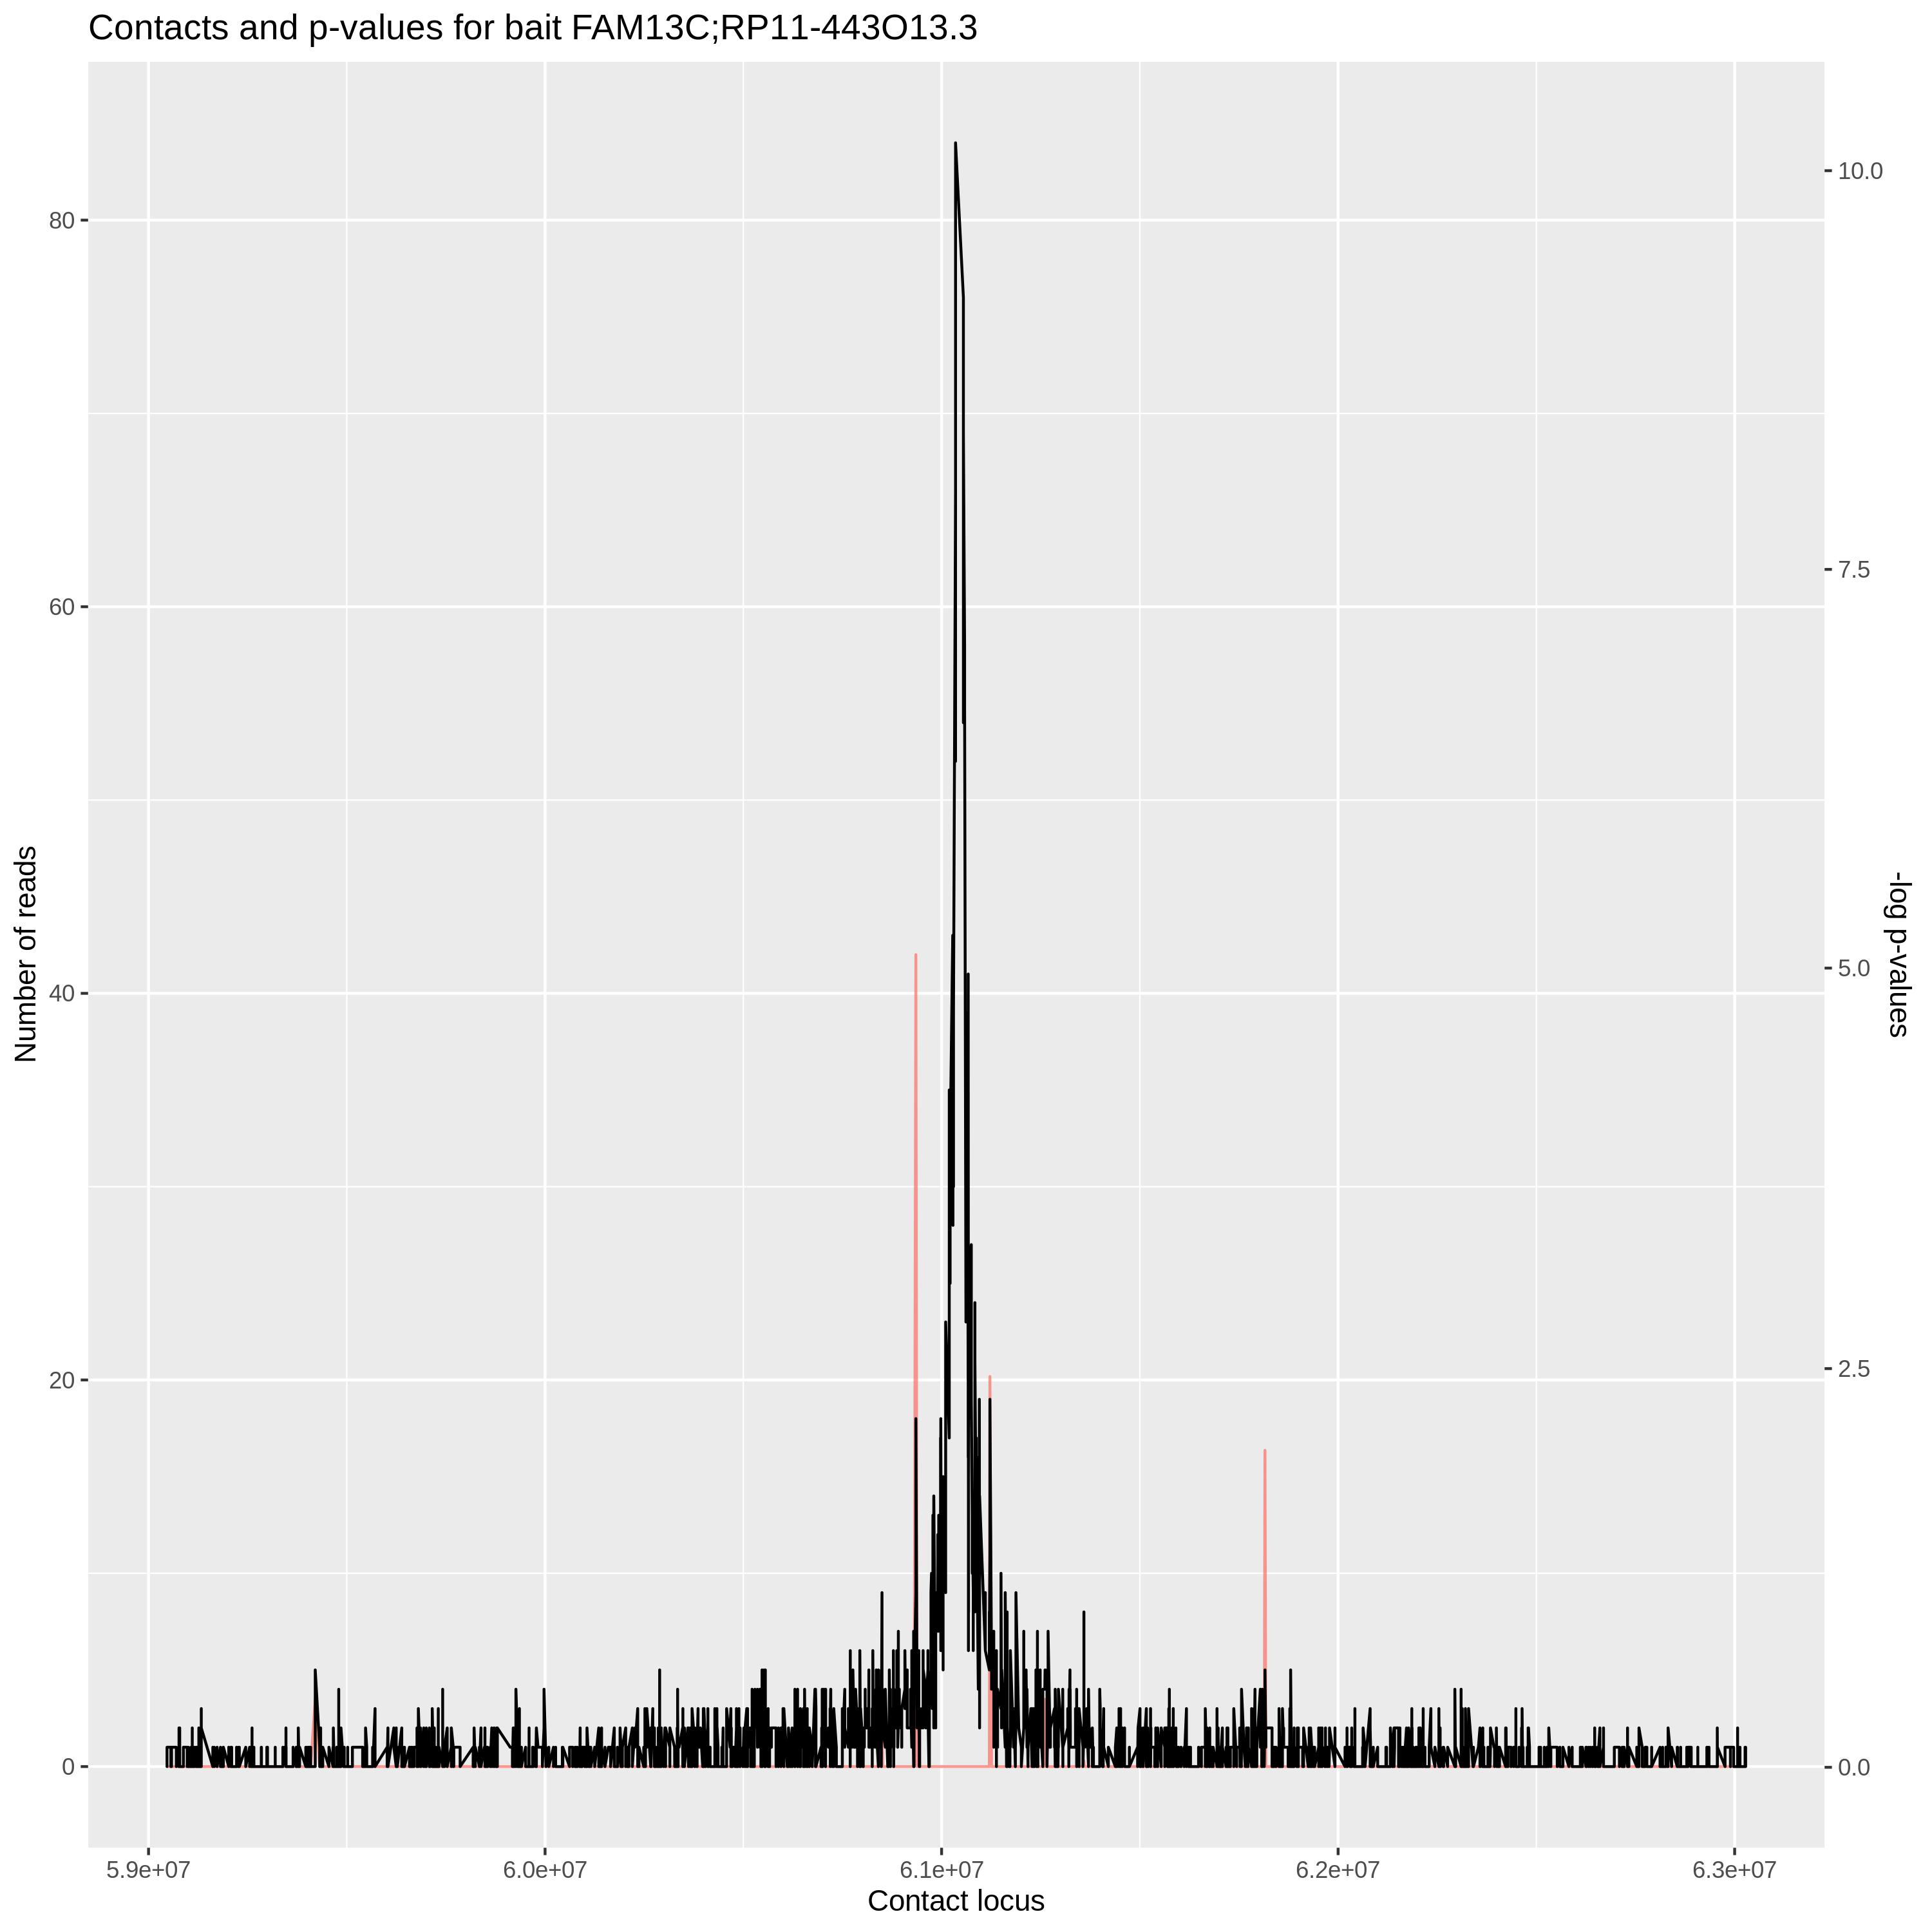 Contacts and p-values for bait FAM13C;RP11-443O13.3
Number of reads
80
60
40
20
0
10.0
7.5
5.0
2.5
0.0
-log p-values
5.9e+07 6.0e+07 6.1e+07 6.2e+07 6.3e+07
Contact locus